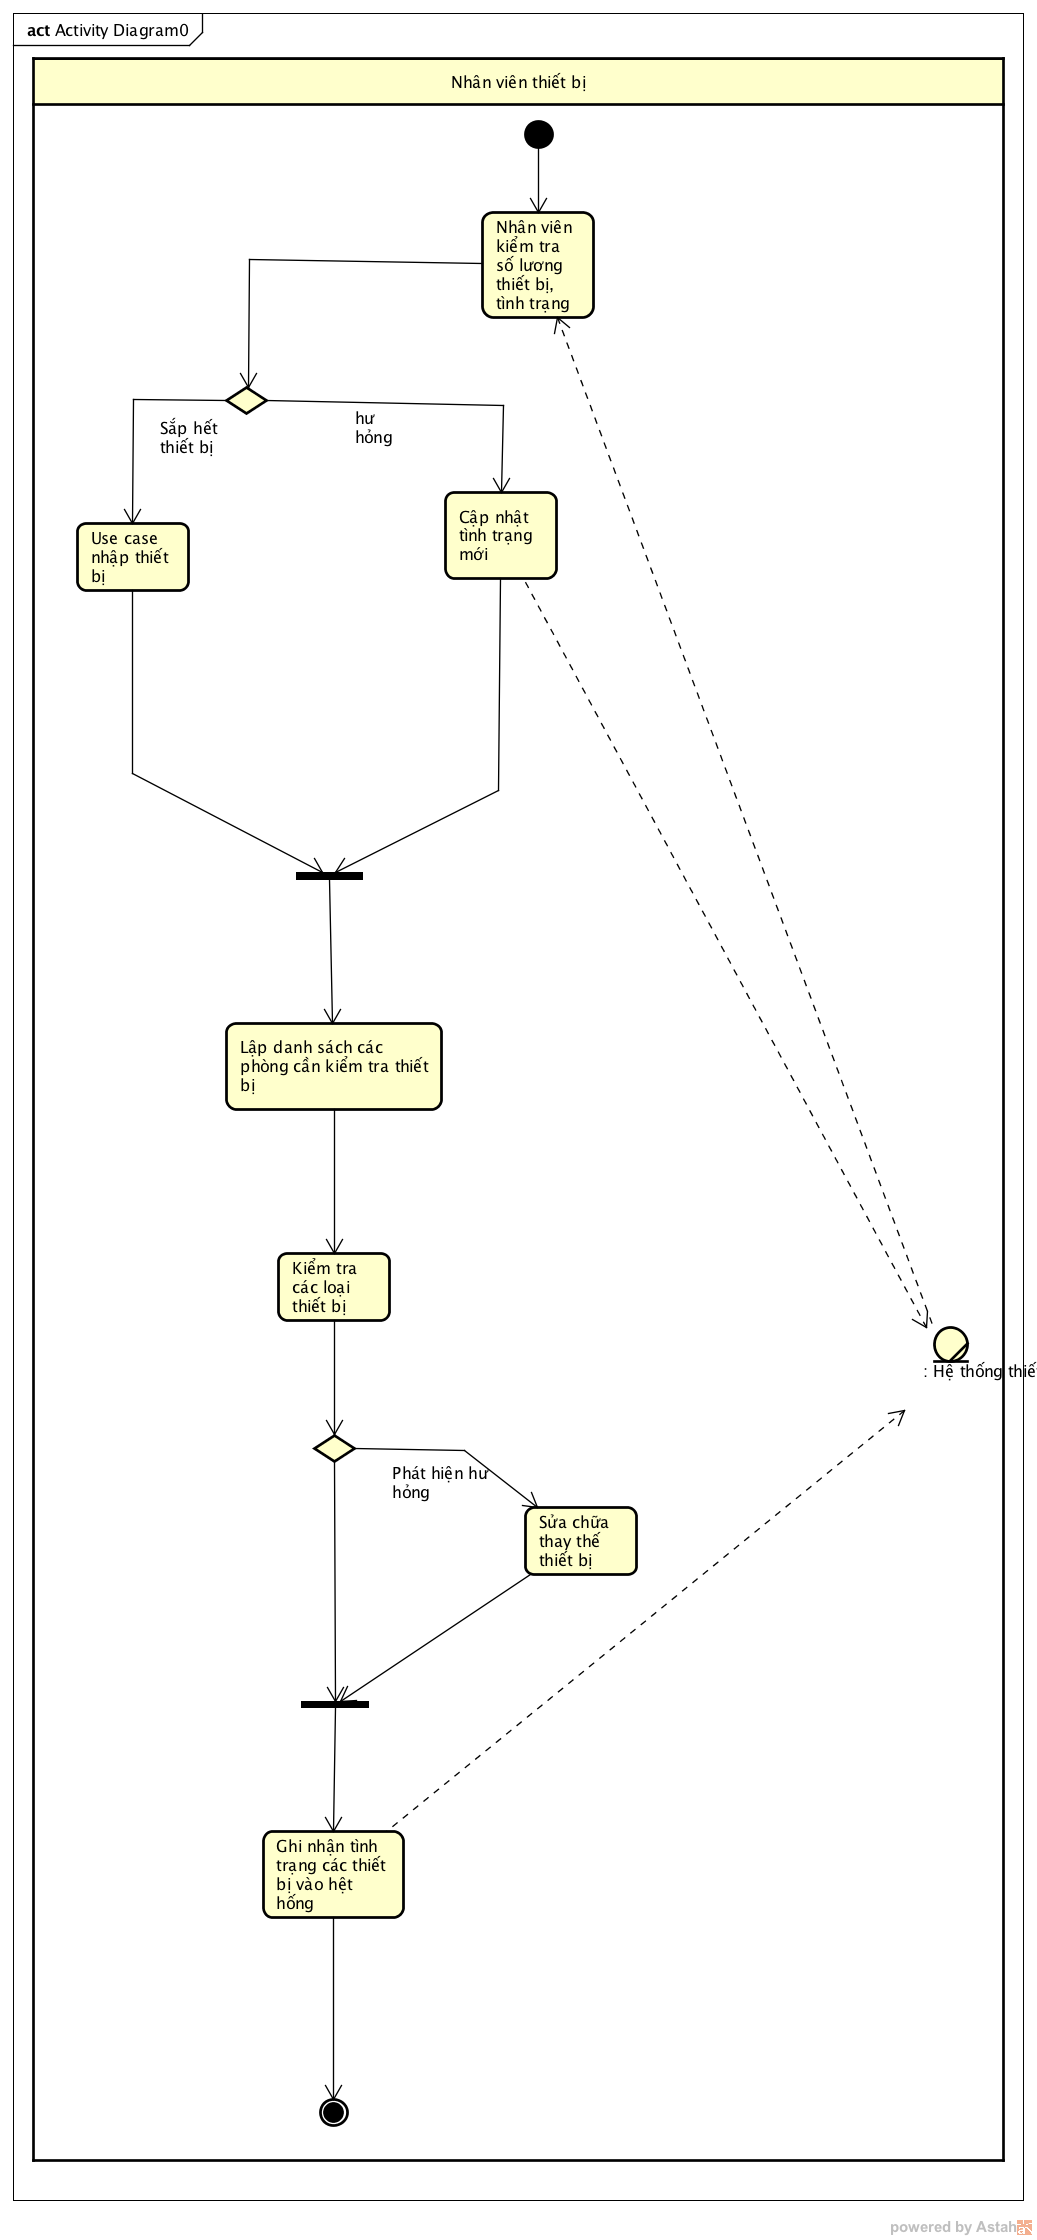 act Activity Diagram0
Nhân viên thiết bị
Nhân viên
kiểm tra
số lương
thiết bị,
tình trạng
Sắp hết
thiết bị
hư
hỏng
Use case
nhập thiết
bị
Cập nhật
tình trạng
mới
Lập danh sách các
phòng cần kiểm tra thiết
bị
Kiểm tra
các loại
thiết bị
: Hệ thống thiế
Phát hiện hư
hỏng
Sửa chữa
thay thế
thiết bị
Ghi nhận tình
trạng các thiết
bị vào hệt
hống
powered by Astah